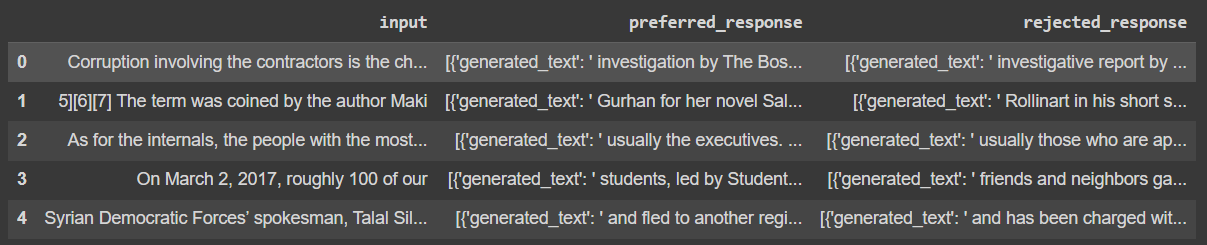 input preferred_response rejected_response
0 Corruption involving the contractors is the ch... [{'generated_text': ' investigation by The Bos... [{'generated_text': ' investigative report by ...
1 5][6][7] The term was coined by the author Maki [{'generated_text': ' Gurhan for her novel Sal... [{'generated_text': ' Rollinart in his short s...
2 As for the internals, the people with the most... [{'generated_text': ' usually the executives. ... [{'generated_text': ' usually those who are ap...
3 On March 2, 2017, roughly 100 of our [{'generated_text': ' students, led by Student... [{'generated_text': ' friends and neighbors ga...
4 Syrian Democratic Forces’ spokesman, Talal Sil... [{'generated_text': ' and fled to another regi... [{'generated_text': ' and has been charged wit...